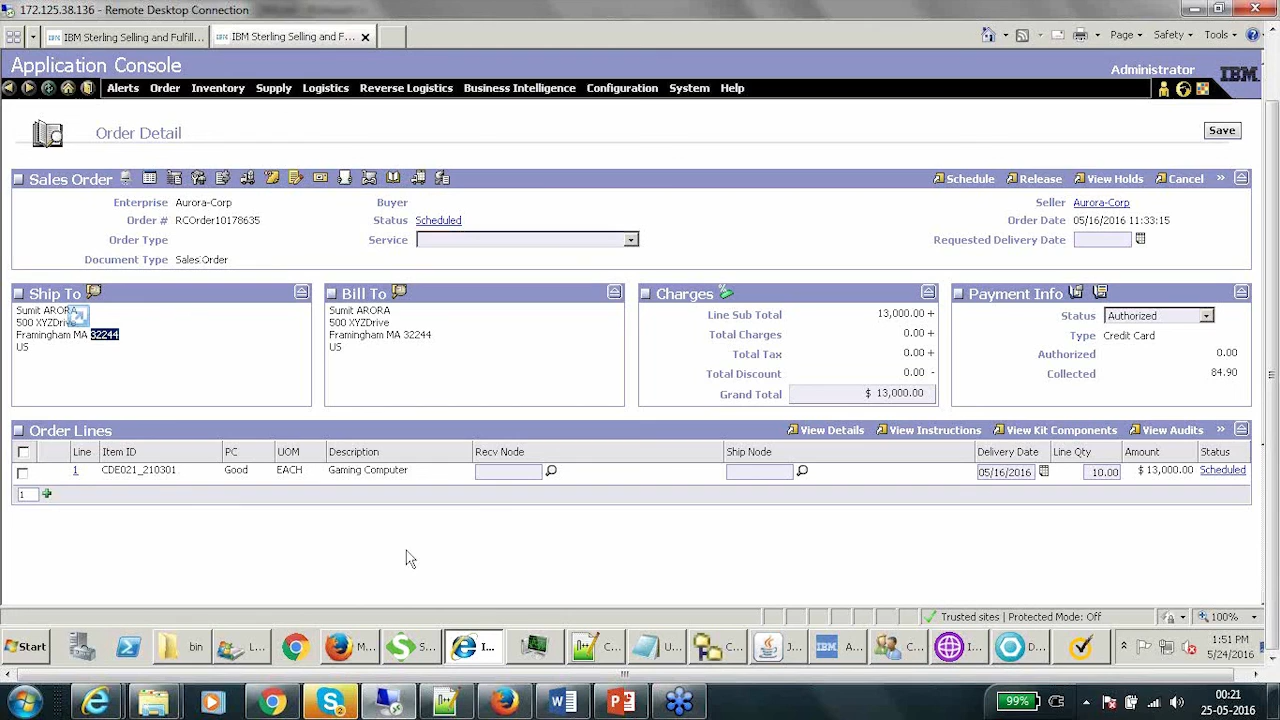 172.125.38.136 - Remote Desktop Connection
IBM Sterling Selling and Fulfill...
IBM Sterling Selling and F... x
Page Safety Tools
Application Console
Administrator
IBM
Alerts Order Inventory Supply Logistics Reverse Logistics Business Intelligence Configuration System Help
Order Detail
Save
Sales Order
Schedule Release View Holds Cancel »
Enterprise Aurora-Corp Buyer Seller Aurora-Corp
Order # RCOrder10178635 Status Scheduled Order Date 05/16/2016 11:33:15
Order Type Service Requested Delivery Date
Document Type Sales Order
Ship To
Sumit ARORA
500 XYZDrive
Framingham MA 32244
US
Bill To
Sumit ARORA
500 XYZDrive
Framingham MA 32244
US
Charges
Line Sub Total 13,000.00 +
Total Charges 0.00 +
Total Tax 0.00 +
Total Discount 0.00 -
Grand Total $ 13,000.00
Payment Info
Status Authorized
Type Credit Card
Authorized 0.00
Collected 84.90
Order Lines
View Details View Instructions View Kit Components View Audits »
Line Item ID PC UOM Description Recv Node Ship Node Delivery Date Line Qty Amount Status
1 CDE021_210301 Good EACH Gaming Computer 05/16/2016 10.00 $ 13,000.00 Scheduled
1
Trusted sites | Protected Mode: Off
100%
Start bin L... M... S... I... C... U... C... J... A... C... I... D...
1:51 PM
5/24/2016
99%
00:21
25-05-2016